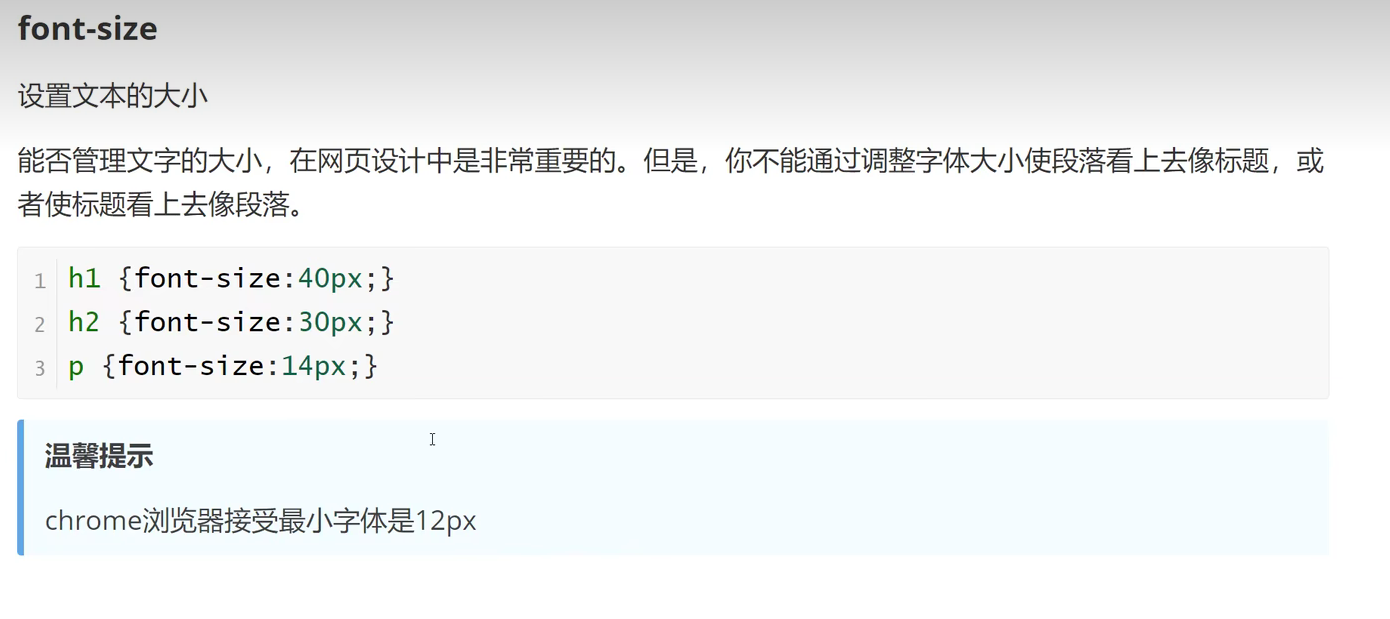 font-size
设置文本的大小
能否管理文字的大小，在网页设计中是非常重要的。但是，你不能通过调整字体大小使段落看上去像标题，或
者使标题看上去像段落。
1 h1 {font-size:40px;}
2 h2 {font-size:30px;}
3 p {font-size:14px;}
温馨提示
chrome浏览器接受最小字体是12px